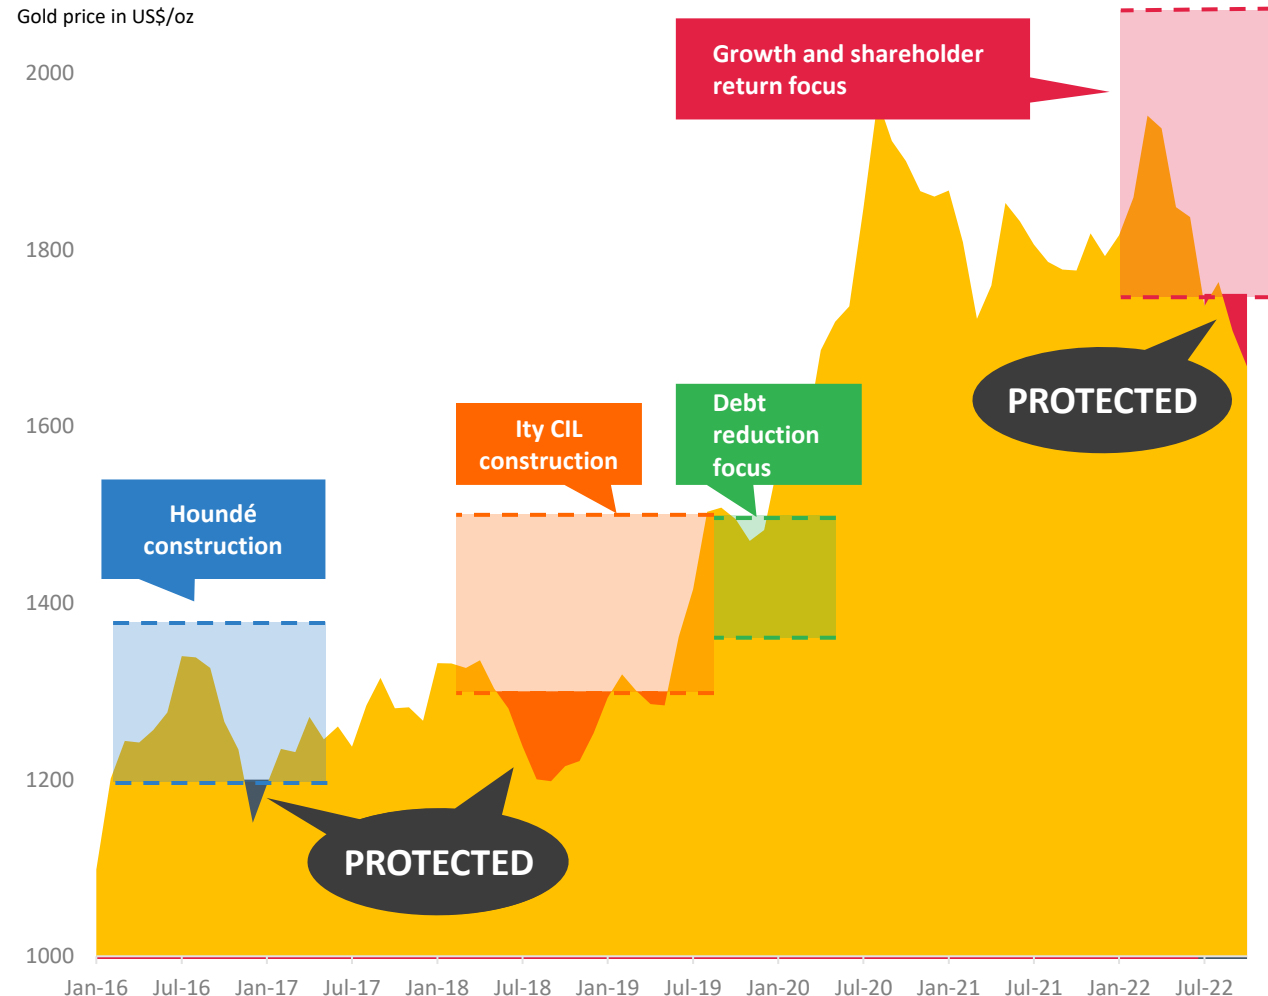 Gold price in US$/oz
2000
1800
1600
1400
1200
1000
Growth and shareholder
return focus
PROTECTED
Debt
reduction
focus
Ity CIL
construction
Houndé
construction
PROTECTED
Jan-16
Jul-16
Jan-17
Jul-17
Jan-18
Jul-18
Jan-19
Jul-19
Jan-20
Jul-20
Jan-21
Jul-21
Jan-22
Jul-22